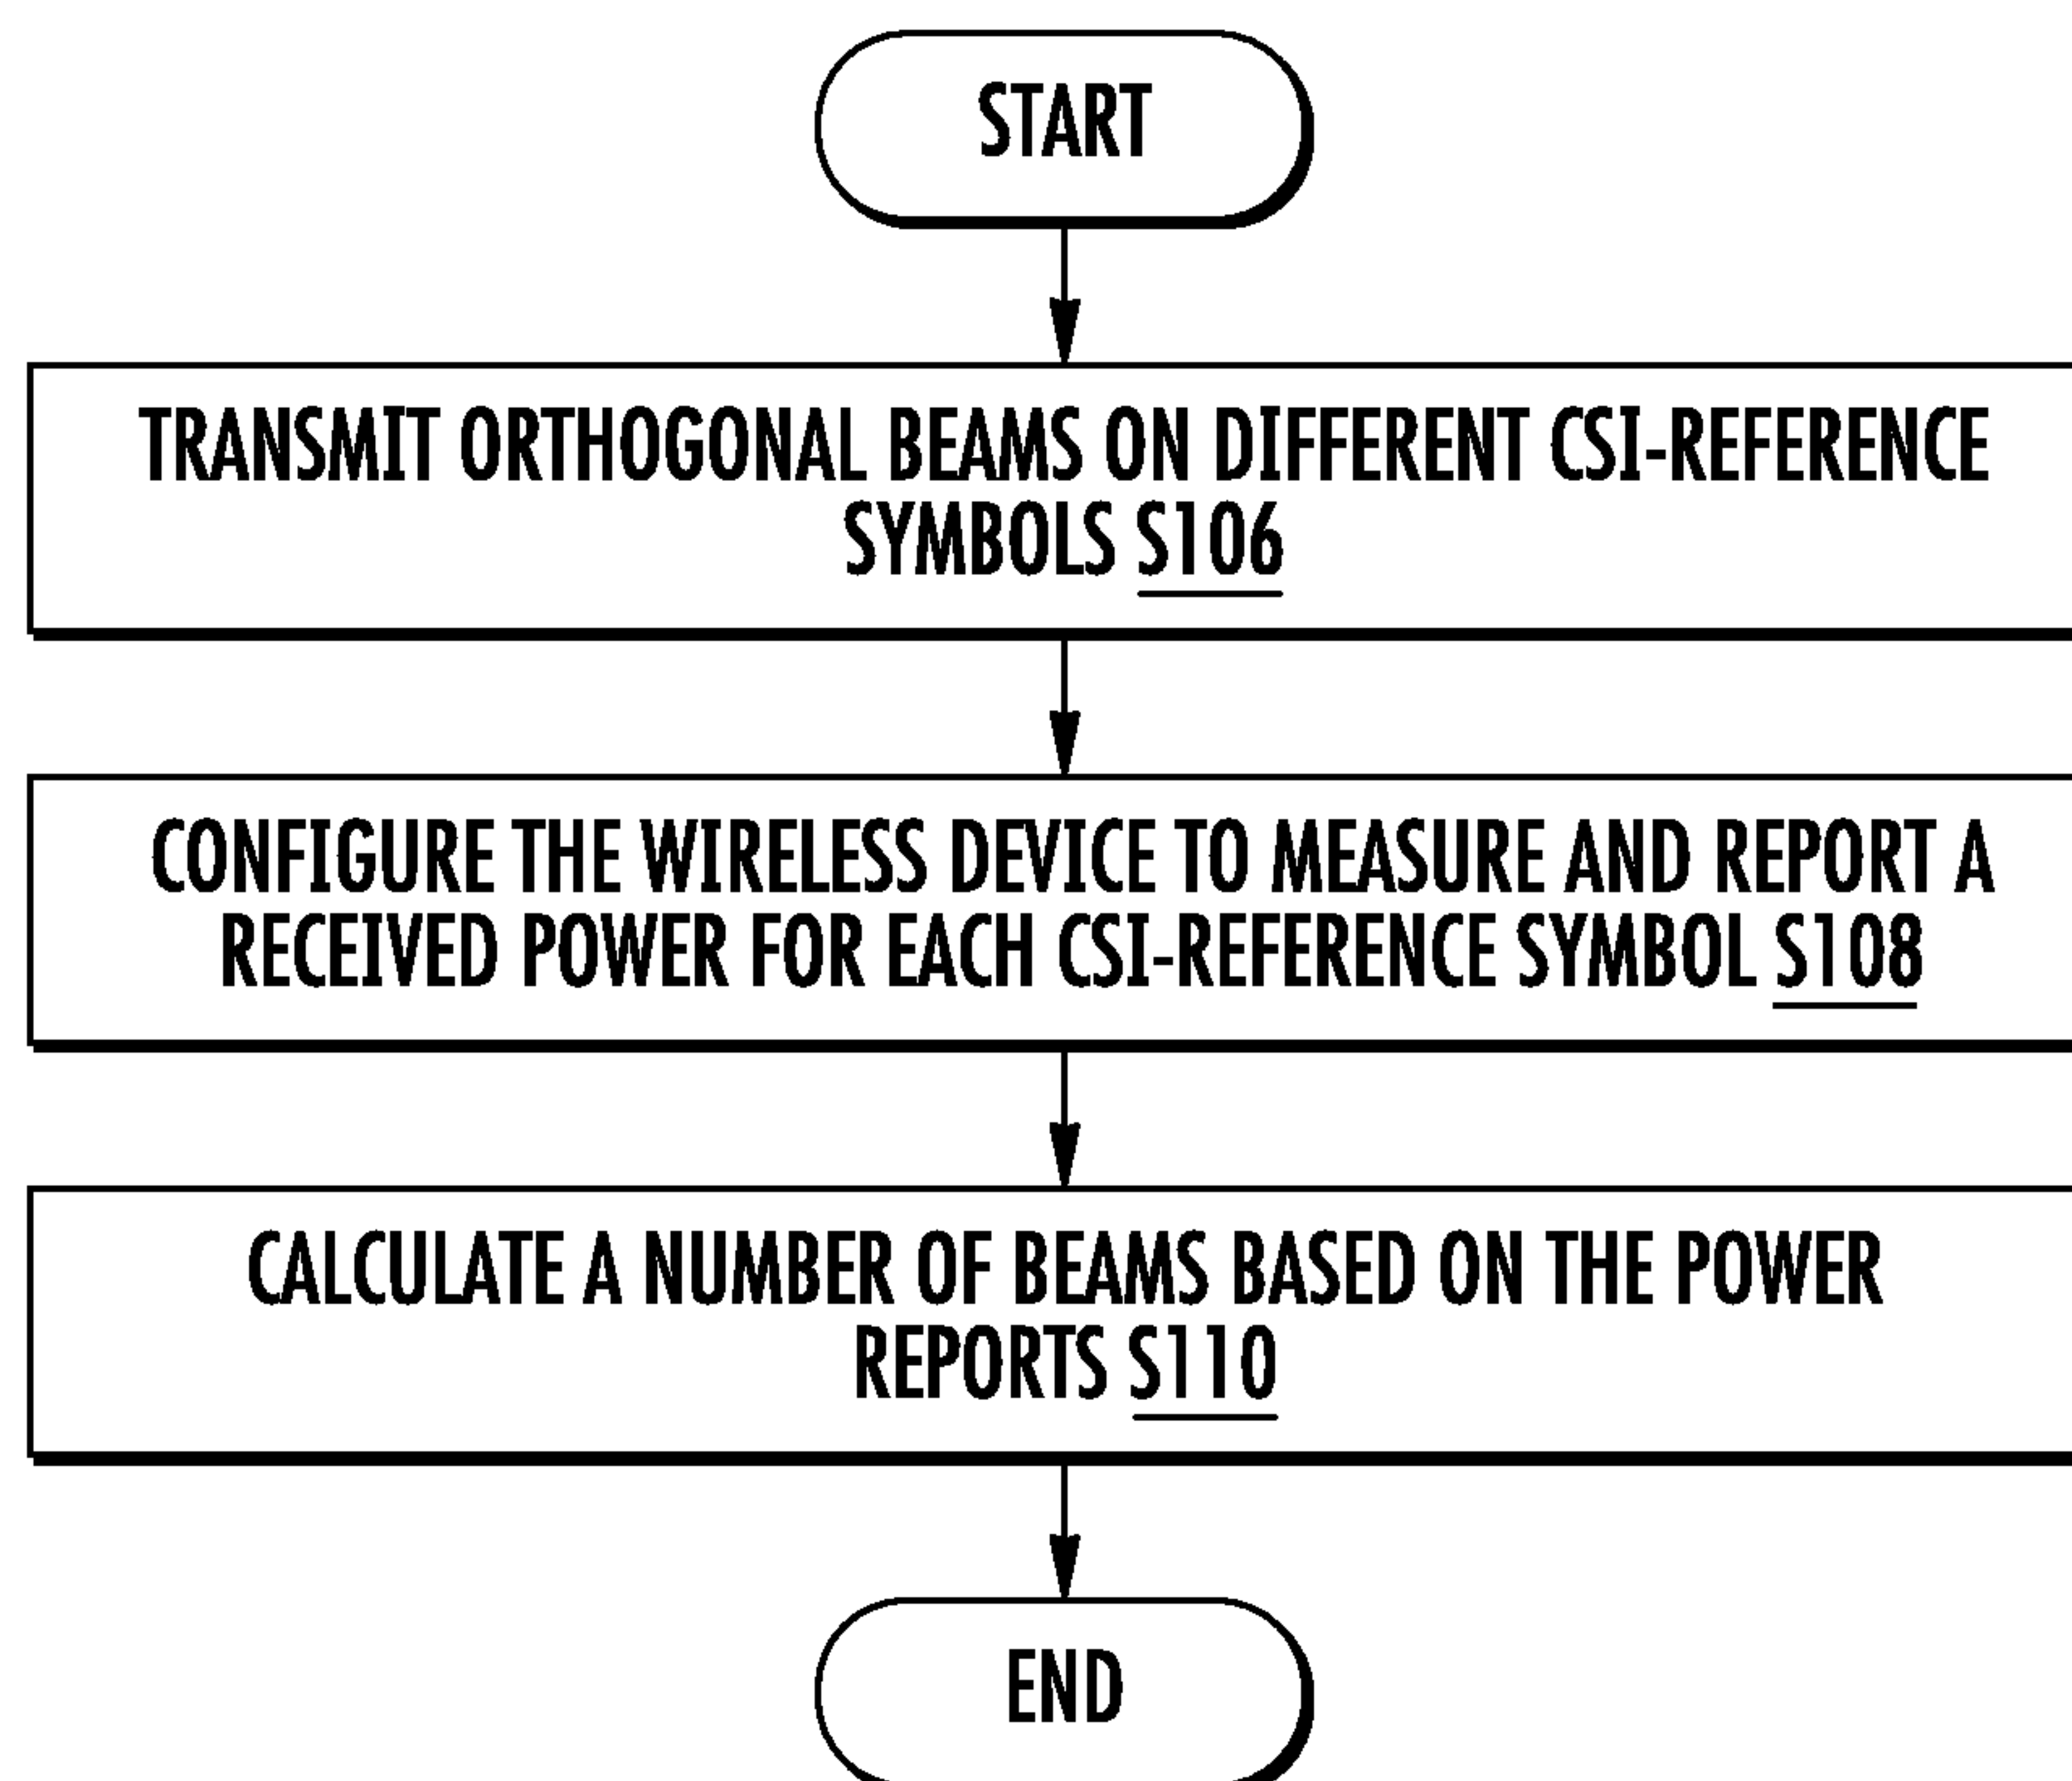 START
TRANSMIT ORTHOGONAL BEAMS ON DIFFERENT CSI-REFERENCE
SYMBOLS S106
CONFIGURE THE WIRELESS DEVICE TO MEASURE AND REPORT A
RECEIVED POWER FOR EACH CSI-REFERENCE SYMBOL S108
CALCULATE A NUMBER OF BEAMS BASED ON THE POWER
REPORTS S110
END